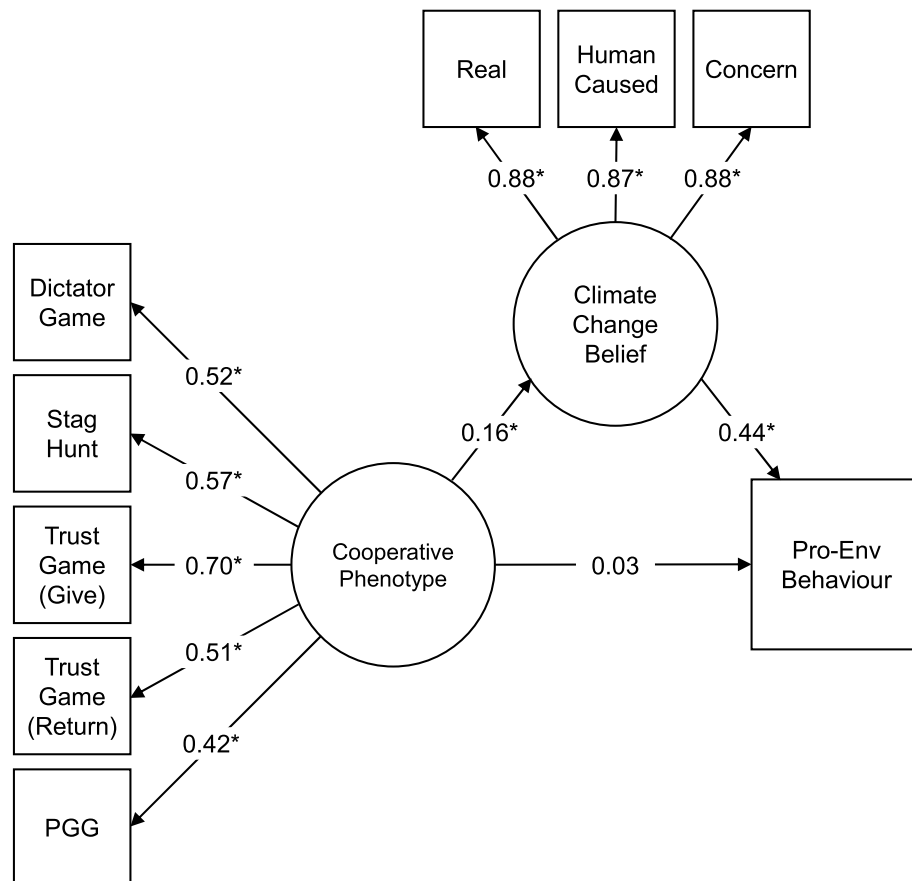 Real
Human
Caused
Concern
0.88*
0.87*
0.88*
Climate
Change
Belief
Dictator
Game
0.52*
Stag
Hunt
0.57*
0.16*
0.44*
Trust
Game
(Give)
0.70*
Cooperative
Phenotype
0.03
Pro-Env
Behaviour
Trust
Game
(Return)
0.51*
0.42*
PGG